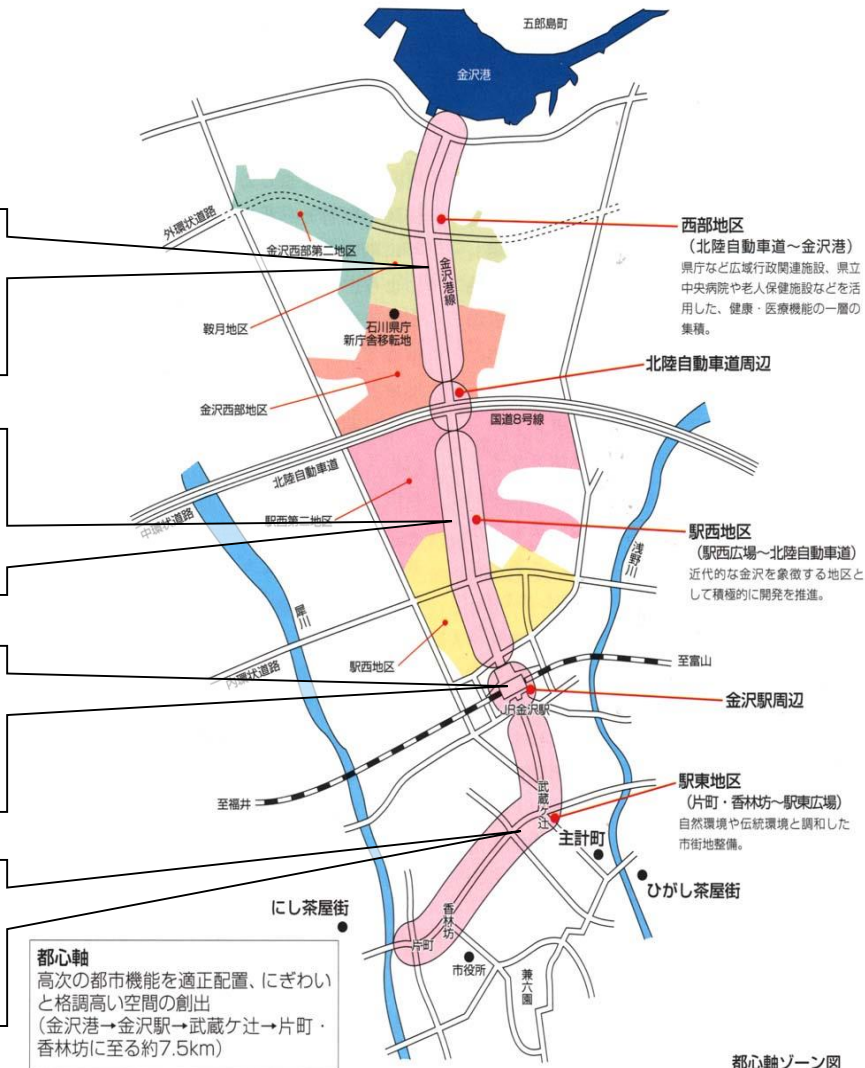 五郎島町
金沢港
外環状道路
金沢西部第二地区
金沢港線
西部地区
(北陸自動車道～金沢港)
県庁など広域行政関連施設、県立
中央病院や老人保健施設などを活
用した、健康・医療機能の一層の
集積。
鞍月地区
石川県庁
新庁舎移転地
北陸自動車道周辺
金沢西部地区
国道8号線
北陸自動車道
中環状道路
駅西第二地区
駅西地区
(駅西広場～北陸自動車道)
近代的な金沢を象徴する地区と
して積極的に開発を推進。
浅野川
犀川
内環状道路
駅西地区
至富山
金沢駅周辺
JR金沢駅
至福井
武蔵ケ辻
駅東地区
(片町・香林坊～駅東広場)
自然環境や伝統環境と調和した
市街地整備。
主計町
ひがし茶屋街
にし茶屋街
香林坊
片町
市役所
兼六園
都心軸
高次の都市機能を適正配置、にぎわい
と格調高い空間の創出
(金沢港→金沢駅→武蔵ケ辻→片町・
香林坊に至る約7.5km)
都心軸ゾーン図